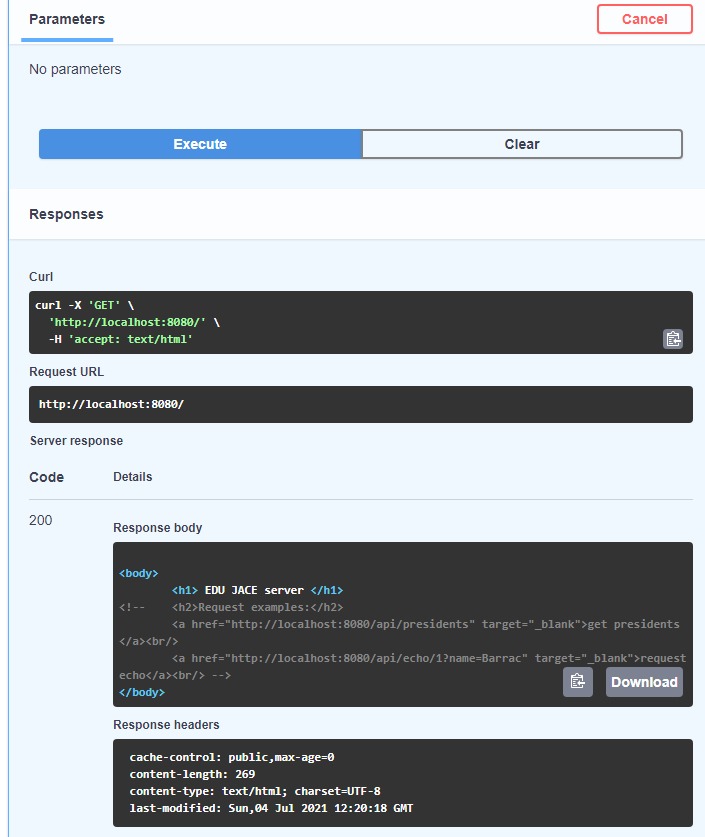 Parameters
Cancel
No parameters
Execute
Clear
Responses
Curl
curl -X 'GET' \
  'http://localhost:8080/' \
  -H 'accept: text/html'
Request URL
http://localhost:8080/
Server response
Code
Details
200
Response body
<body>
        <h1> EDU JACE server </h1>
<!--    <h2>Request examples:</h2>
        <a href="http://localhost:8080/api/presidents" target="_blank">get presidents
</a><br/>
        <a href="http://localhost:8080/api/echo/1?name=Barrac" target="_blank">request
echo</a><br/> -->
</body>
Download
Response headers
cache-control: public,max-age=0
content-length: 269
content-type: text/html; charset=UTF-8
last-modified: Sun,04 Jul 2021 12:20:18 GMT